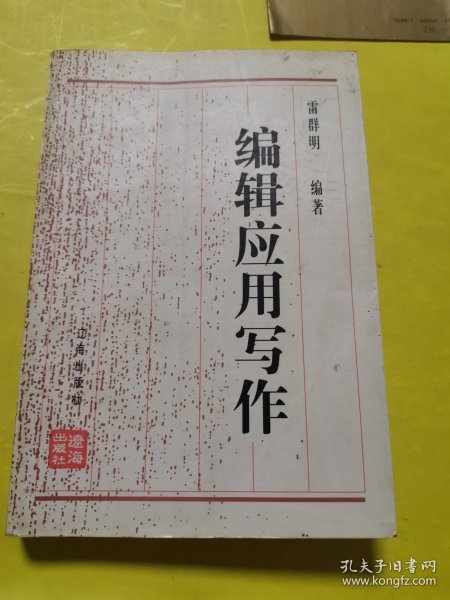 雷群明 编著
编辑应用写作
辽海出版社
遼海
出版社
孔夫子旧书网
www.kongfz.com